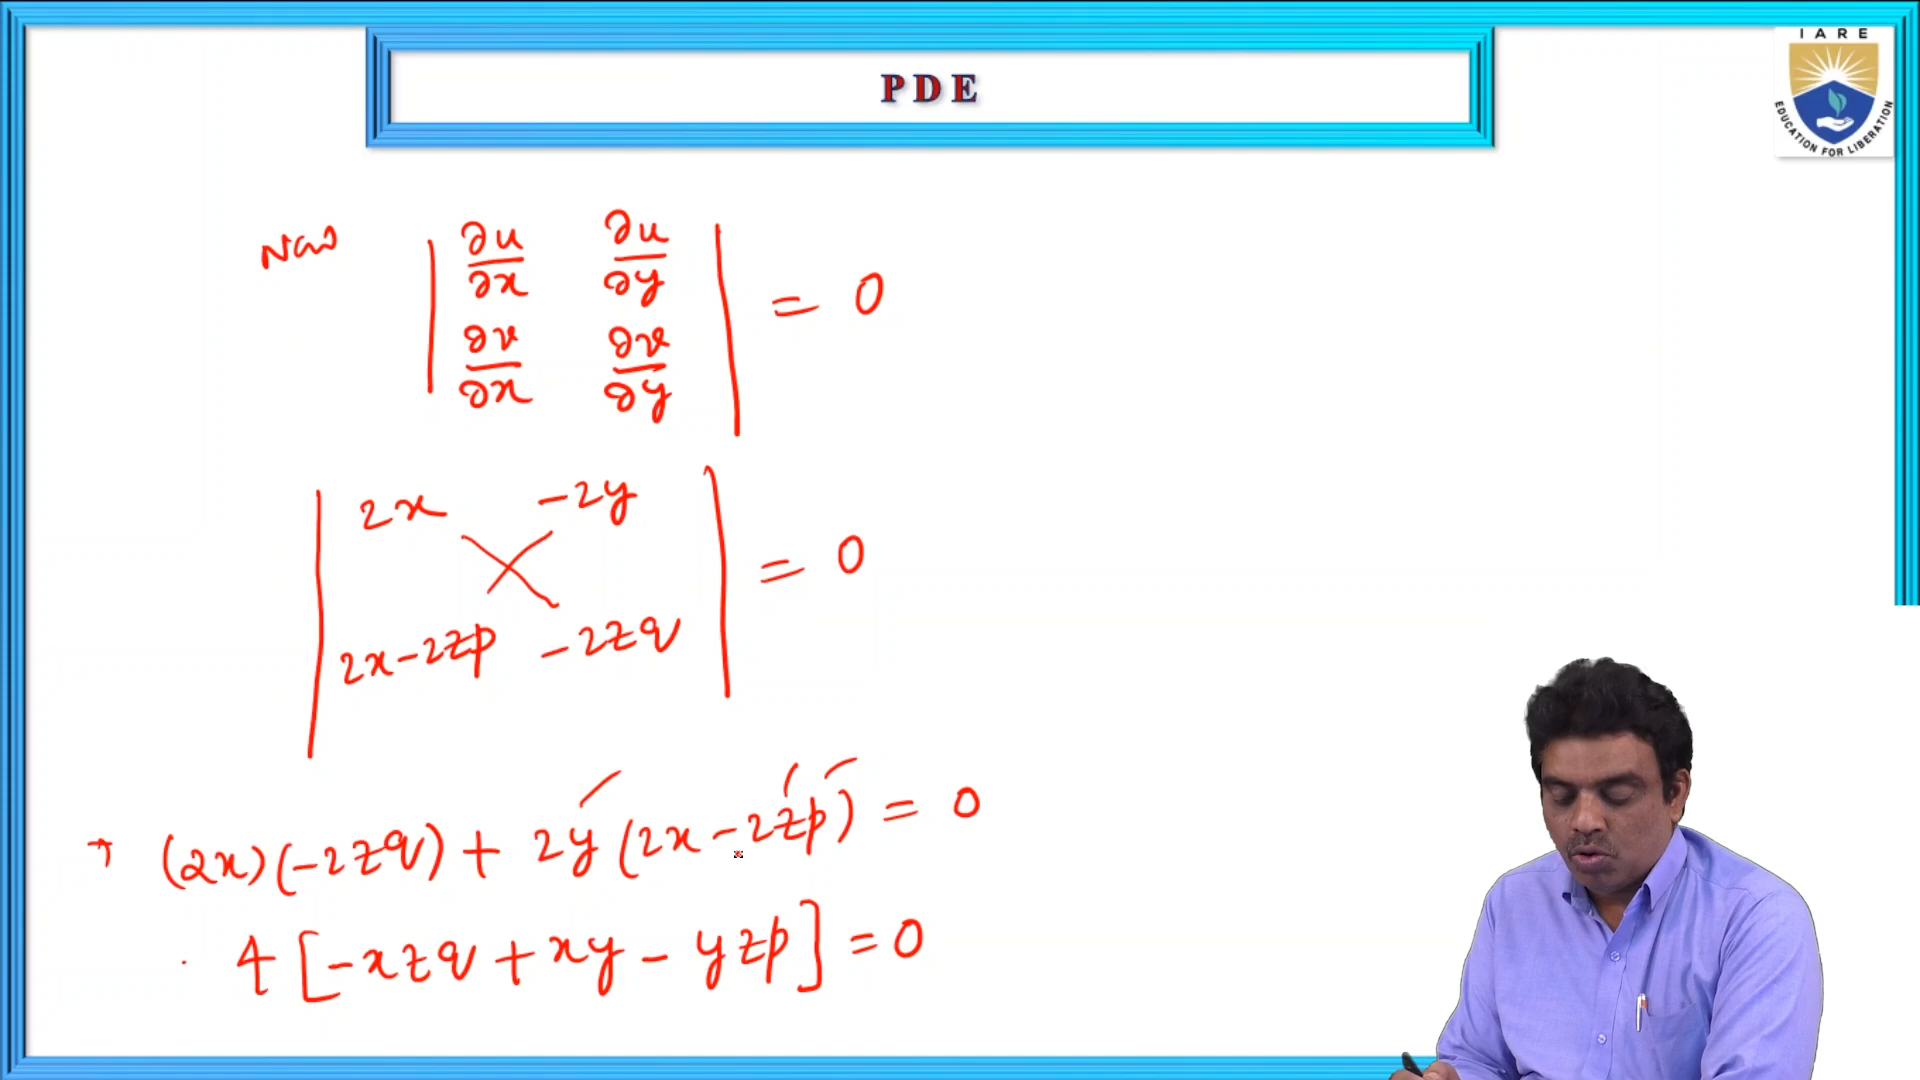 IARE
PDE
EDUCATION FOR LIBERATION
Now | ∂u/∂x ∂u/∂y |
| ∂v/∂x ∂v/∂y | = 0
| 2x -2y |
| 2x-2zp -2zq | = 0
(2x)(-2zq) + 2y(2x-2zp) = 0
4[-xzq + xy - yzp] = 0